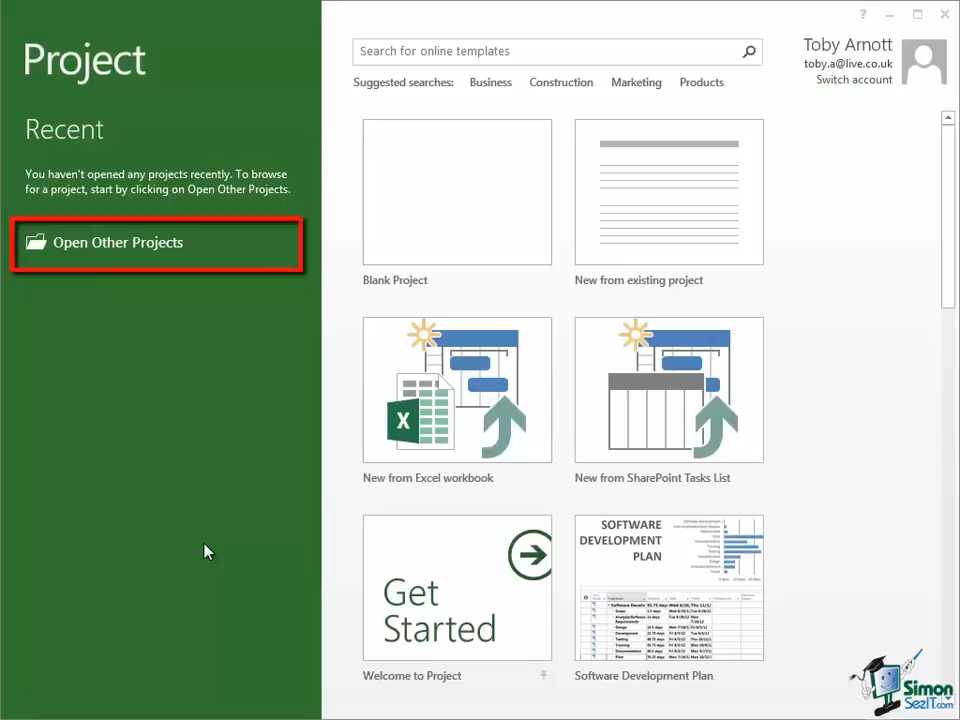 Project
Recent
You haven't opened any projects recently. To browse
for a project, start by clicking on Open Other Projects.
Open Other Projects
?
Search for online templates
Suggested searches: Business Construction Marketing Products
Toby Arnott
toby.a@live.co.uk
Switch account
Blank Project
New from existing project
X
New from Excel workbook
New from SharePoint Tasks List
Get
Started
Welcome to Project
SOFTWARE
DEVELOPMENT
PLAN
Software Development Plan
Simon
SezIT.com